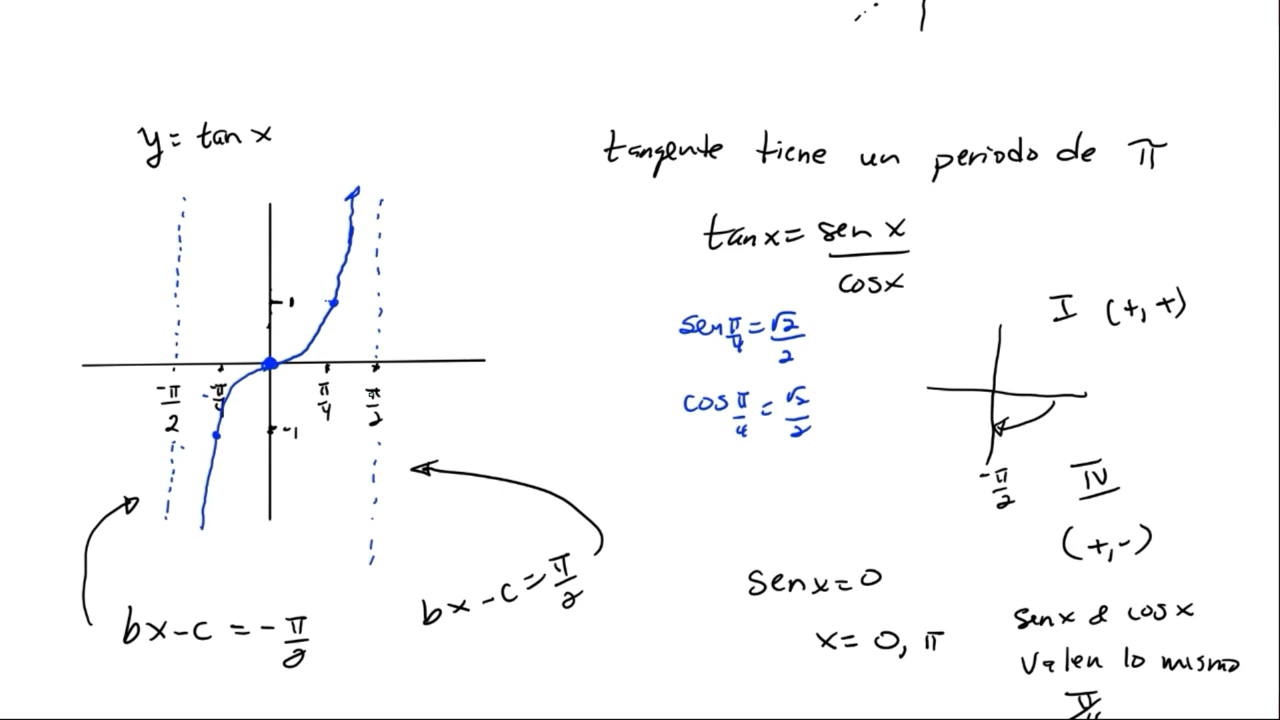 y = tan x
1
-π/2 -π/4 π/4 π/2
-1
bx-c = -π/2
bx-c = π/2
tangente tiene un periodo de π
tan x = sen x / cos x
sen π/4 = √2/2
cos π/4 = √2/2
I (+,+)
-π/2
IV
(+,-)
sen x = 0
x = 0, π
sen x & cos x
valen lo mismo